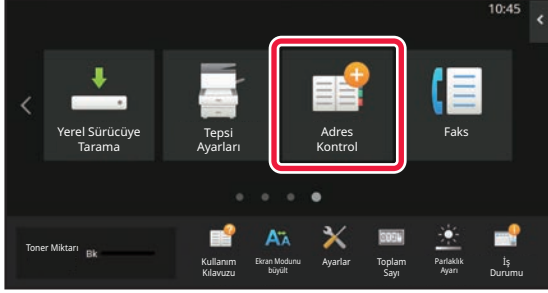 10:45
Yerel Sürücüye
Tarama
Tepsi
Ayarları
Adres
Kontrol
Faks
Toner Miktarı
Bk
Kullanım
Kılavuzu
Ekran Modunu
büyült
Ayarlar
Toplam
Sayı
Parlaklık
Ayarı
İş
Durumu